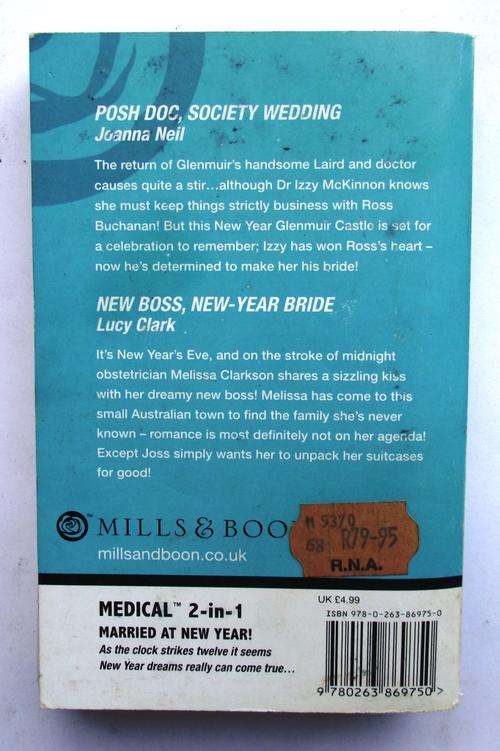 POSH DOC, SOCIETY WEDDING
Joanna Neil
The return of Glenmuir's handsome Laird and doctor
causes quite a stir...although Dr Izzy McKinnon knows
she must keep things strictly business with Ross
Buchanan! But this New Year Glenmuir Castle is set for
a celebration to remember; Izzy has won Ross's heart –
now he's determined to make her his bride!
NEW BOSS, NEW-YEAR BRIDE
Lucy Clark
It's New Year's Eve, and on the stroke of midnight
obstetrician Melissa Clarkson shares a sizzling kiss
with her dreamy new boss! Melissa has come to this
small Australian town to find the family she's never
known – romance is most definitely not on her agenda!
Except Joss simply wants her to unpack her suitcases
for good!
MILLS & BOO
millsandboon.co.uk
M 5370
68 R79-95
R.N.A.
MEDICAL™ 2-in-1
MARRIED AT NEW YEAR!
As the clock strikes twelve it seems
New Year dreams really can come true...
UK £4.99
ISBN 978-0-263-86975-0
9 780263 869750 >